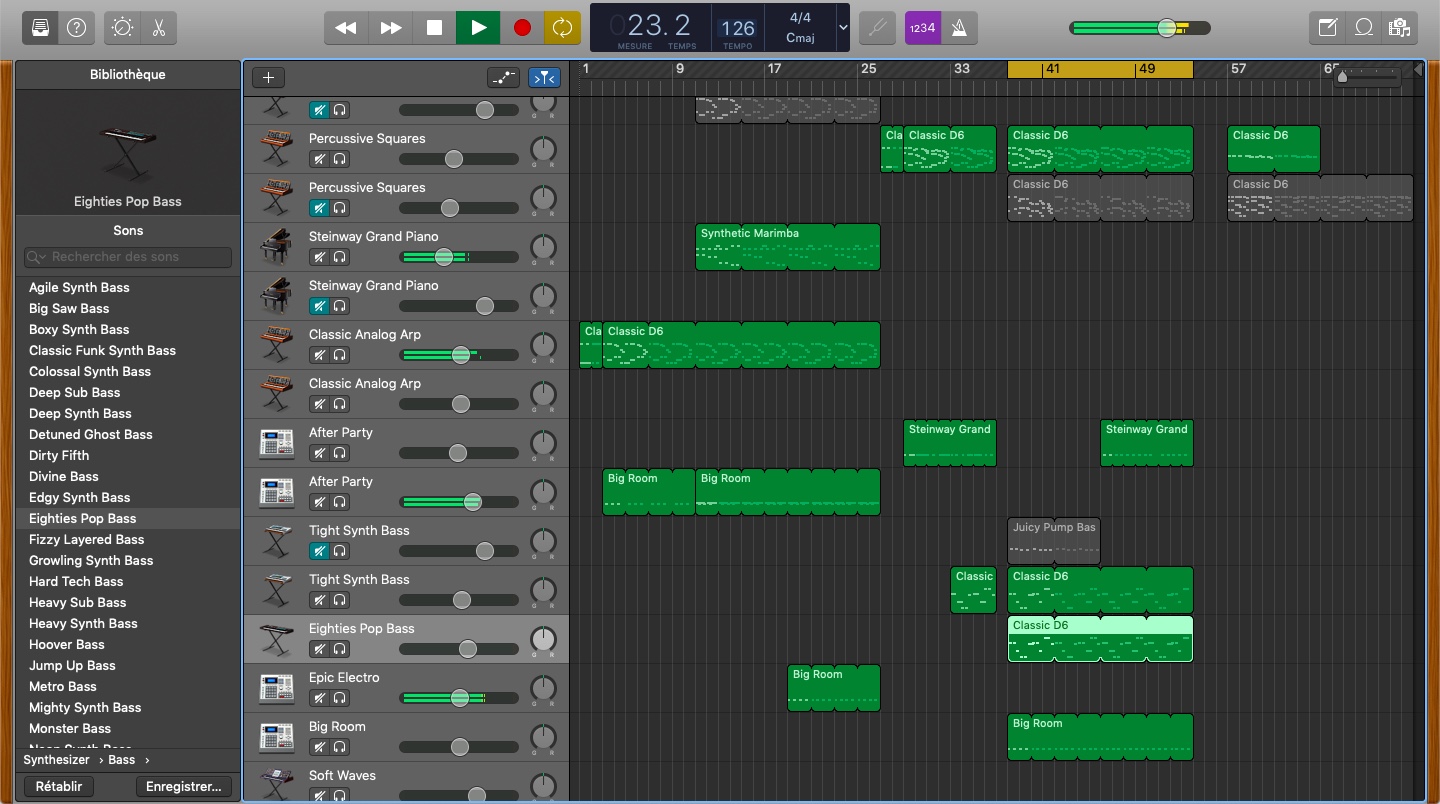 23.2
MESURE TEMPS
126
TEMPO
4/4
Cmaj
1234
Bibliothèque
Eighties Pop Bass
Sons
Rechercher des sons
Agile Synth Bass
Big Saw Bass
Boxy Synth Bass
Classic Funk Synth Bass
Colossal Synth Bass
Deep Sub Bass
Deep Synth Bass
Detuned Ghost Bass
Dirty Fifth
Divine Bass
Edgy Synth Bass
Eighties Pop Bass
Fizzy Layered Bass
Growling Synth Bass
Hard Tech Bass
Heavy Sub Bass
Heavy Synth Bass
Hoover Bass
Jump Up Bass
Metro Bass
Mighty Synth Bass
Monster Bass
Synthesizer › Bass ›
Rétablir Enregistrer...
1 9 17 25 33 41 49 57 65
Percussive Squares
Cla Classic D6 Classic D6 Classic D6
Percussive Squares
Classic D6 Classic D6
Steinway Grand Piano
Synthetic Marimba
Steinway Grand Piano
Classic Analog Arp
Cla Classic D6
Classic Analog Arp
After Party
Steinway Grand Steinway Grand
After Party
Big Room Big Room
Tight Synth Bass
Juicy Pump Bas
Tight Synth Bass
Classic Classic D6
Eighties Pop Bass
Classic D6
Epic Electro
Big Room
Big Room
Big Room
Soft Waves